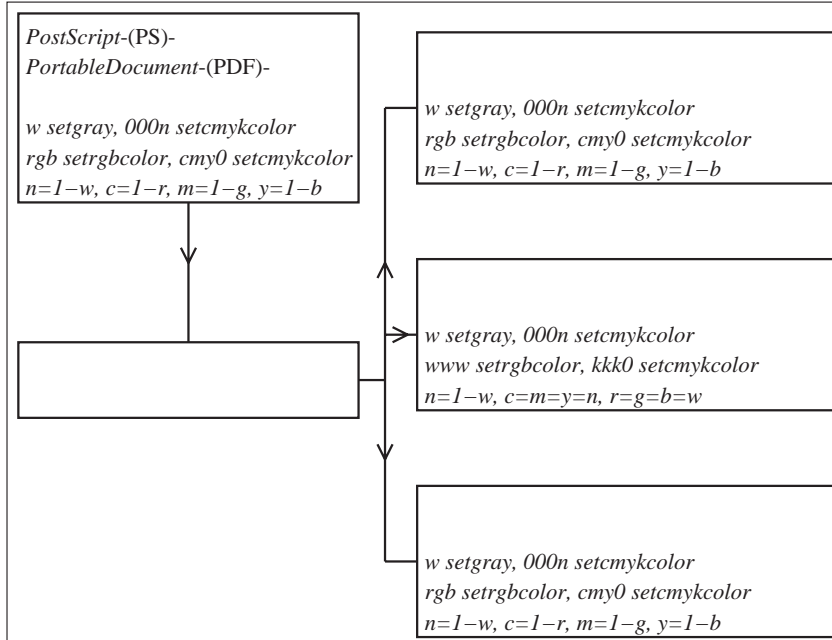 PostScript-(PS)-
PortableDocument-(PDF)-
w setgray, 000n setcmykcolor
rgb setrgbcolor, cmy0 setcmykcolor
n=1−w, c=1−r, m=1−g, y=1−b
w setgray, 000n setcmykcolor
rgb setrgbcolor, cmy0 setcmykcolor
n=1−w, c=1−r, m=1−g, y=1−b
w setgray, 000n setcmykcolor
www setrgbcolor, kkk0 setcmykcolor
n=1−w, c=m=y=n, r=g=b=w
w setgray, 000n setcmykcolor
rgb setrgbcolor, cmy0 setcmykcolor
n=1−w, c=1−r, m=1−g, y=1−b